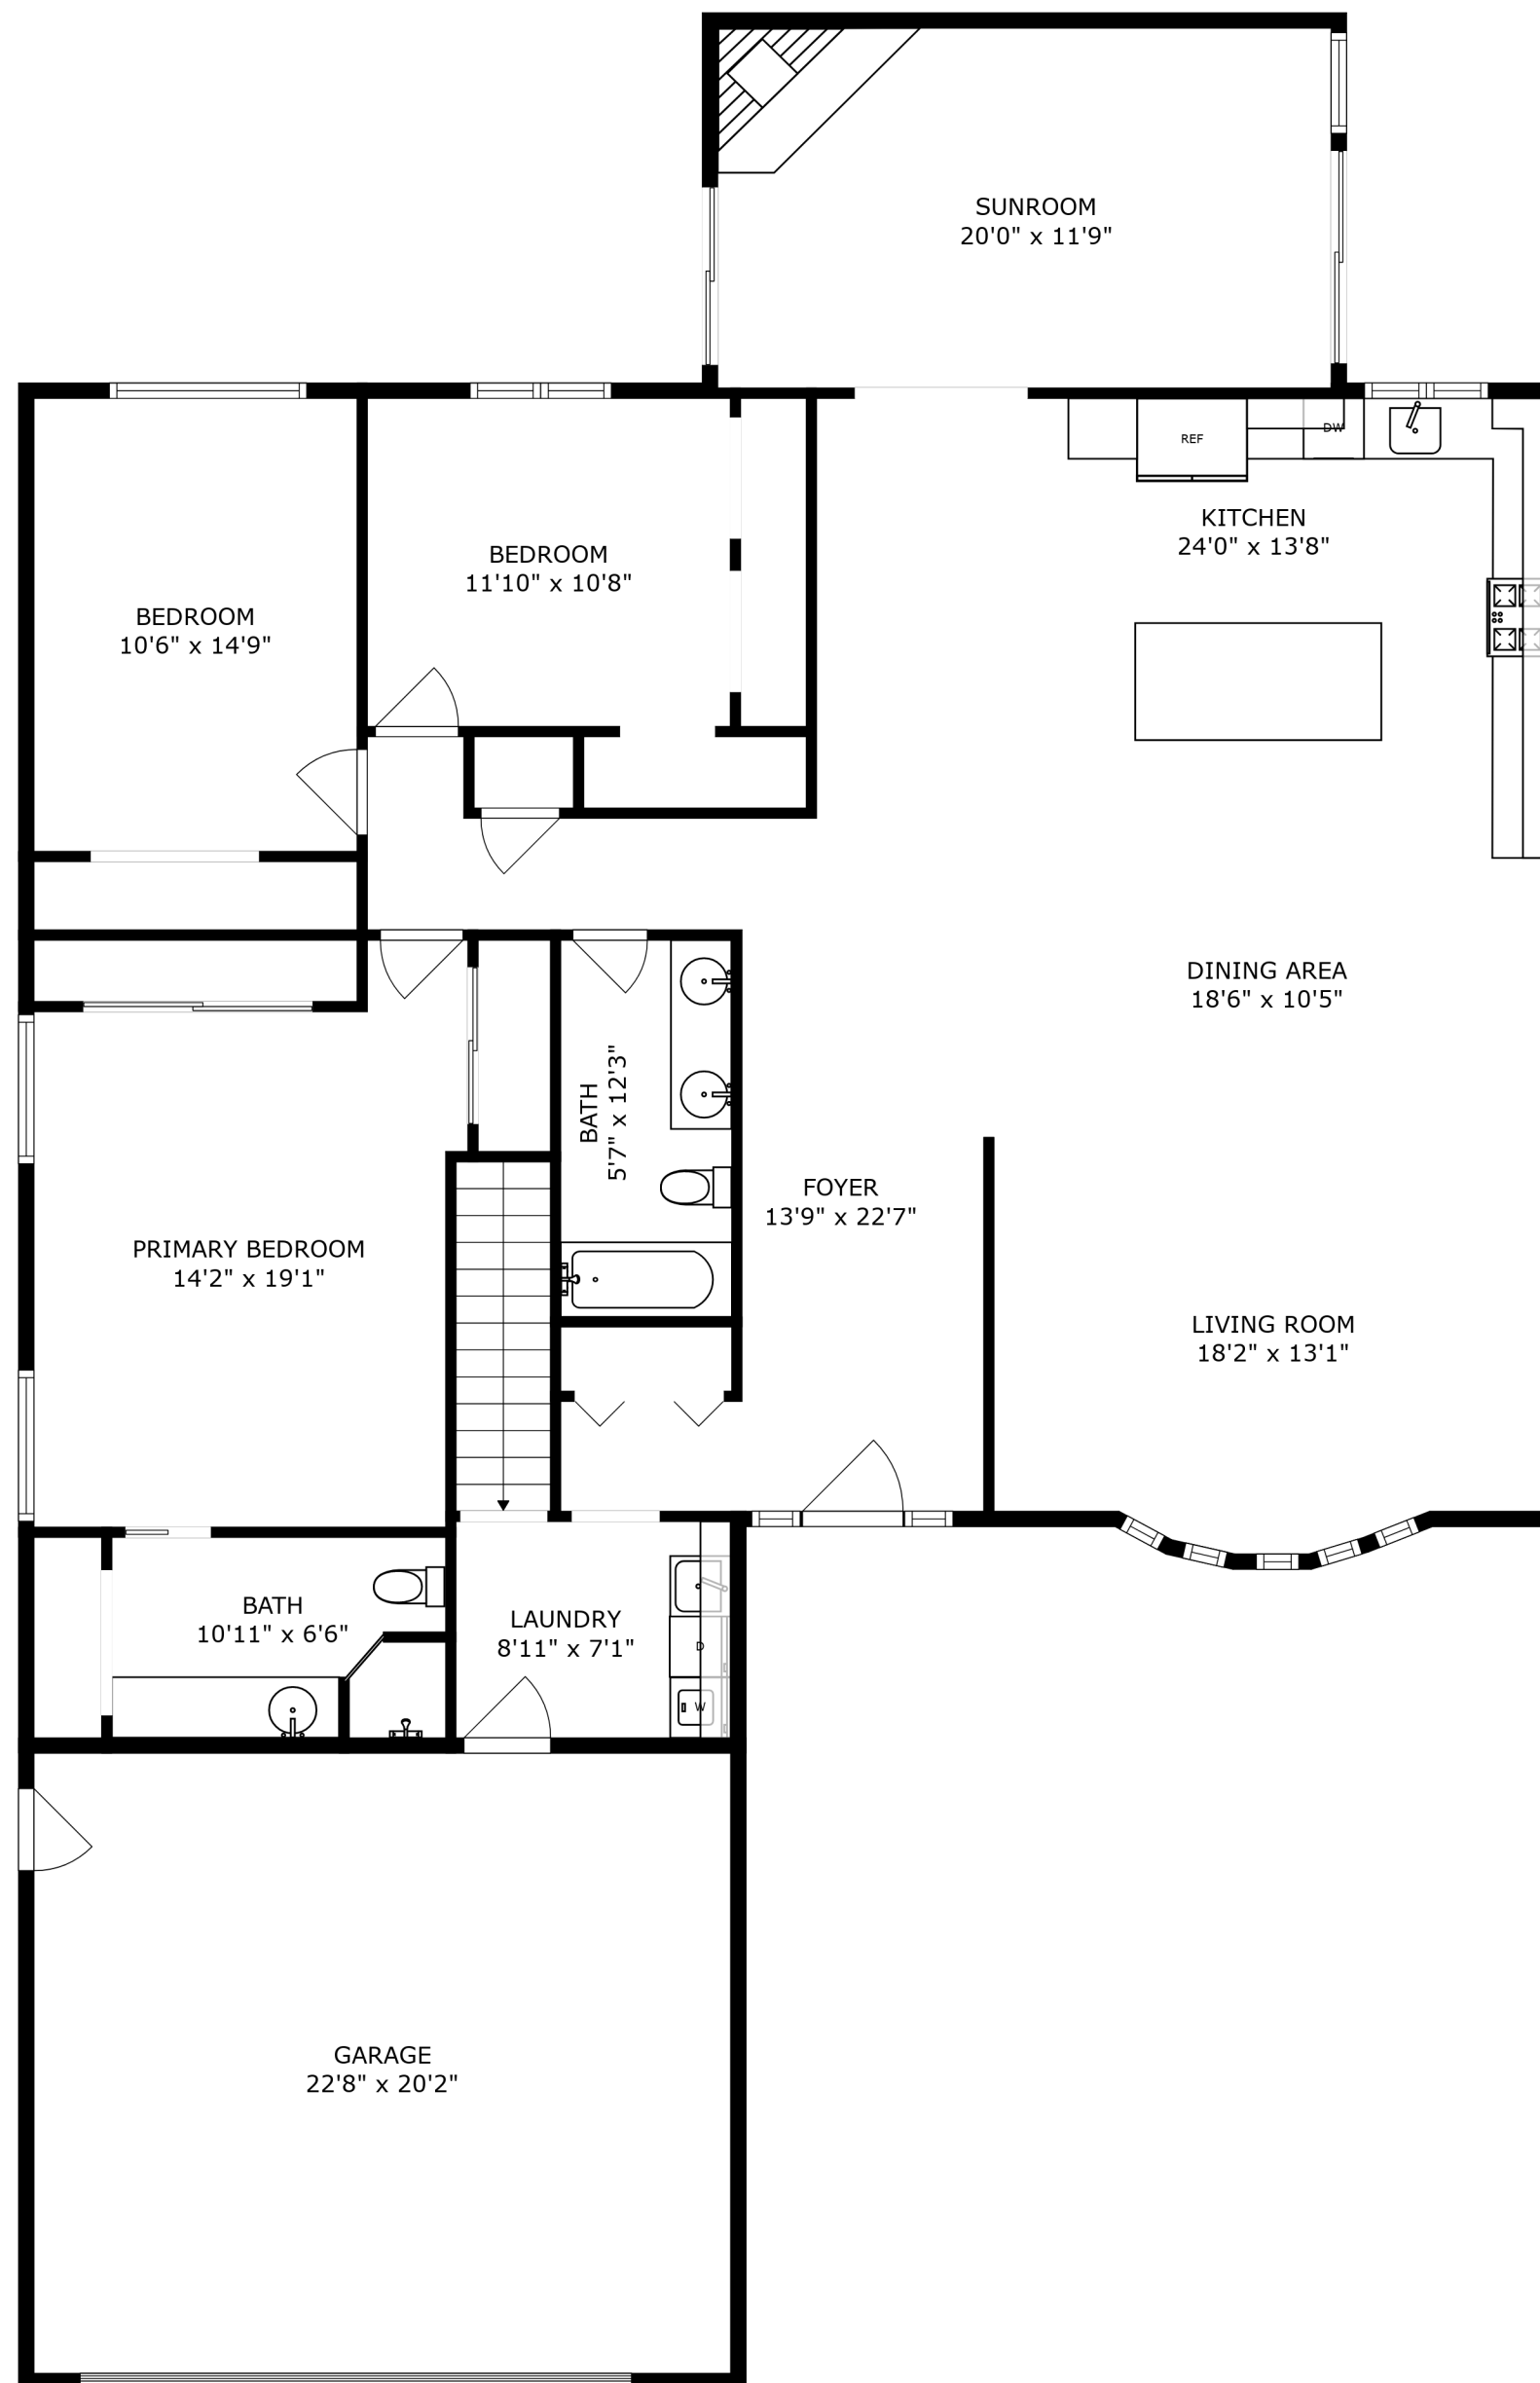 SUNROOM
20'0" x 11'9"
REF
DW
KITCHEN
24'0" x 13'8"
BEDROOM
11'10" x 10'8"
BEDROOM
10'6" x 14'9"
DINING AREA
18'6" x 10'5"
BATH
5'7" x 12'3"
FOYER
13'9" x 22'7"
PRIMARY BEDROOM
14'2" x 19'1"
LIVING ROOM
18'2" x 13'1"
BATH
10'11" x 6'6"
LAUNDRY
8'11" x 7'1"
D
W
GARAGE
22'8" x 20'2"